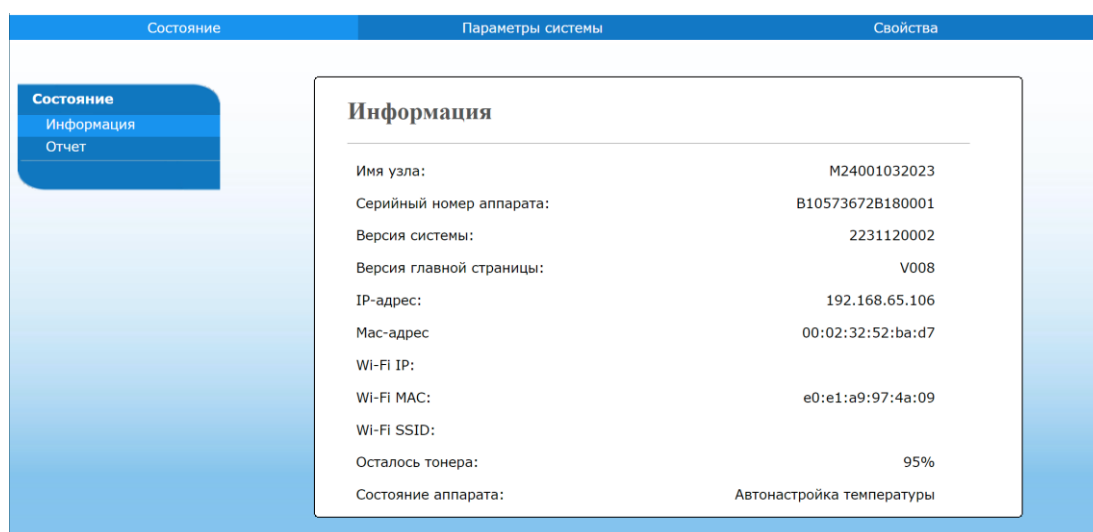 Состояние Параметры системы Свойства
Состояние
Информация
Отчет
Информация
Имя узла: M24001032023
Серийный номер аппарата: B10573672B180001
Версия системы: 2231120002
Версия главной страницы: V008
IP-адрес: 192.168.65.106
Mac-адрес 00:02:32:52:ba:d7
Wi-Fi IP:
Wi-Fi MAC: e0:e1:a9:97:4a:09
Wi-Fi SSID:
Осталось тонера: 95%
Состояние аппарата: Автонастройка температуры